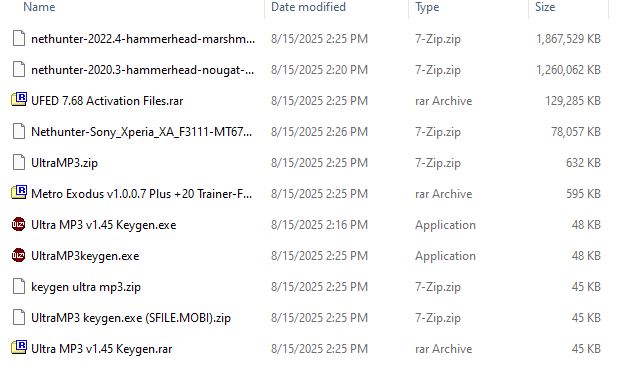 Name Date modified Type Size
nethunter-2022.4-hammerhead-marshm... 8/15/2025 2:25 PM 7-Zip.zip 1,867,529 KB
nethunter-2020.3-hammerhead-nougat-... 8/15/2025 2:20 PM 7-Zip.zip 1,260,062 KB
UFED 7.68 Activation Files.rar 8/15/2025 2:25 PM rar Archive 129,285 KB
Nethunter-Sony_Xperia_XA_F3111-MT67... 8/15/2025 2:26 PM 7-Zip.zip 78,057 KB
UltraMP3.zip 8/15/2025 2:25 PM 7-Zip.zip 632 KB
Metro Exodus v1.0.0.7 Plus +20 Trainer-F... 8/15/2025 2:25 PM rar Archive 595 KB
Ultra MP3 v1.45 Keygen.exe 8/15/2025 2:16 PM Application 48 KB
UltraMP3keygen.exe 8/15/2025 2:25 PM Application 48 KB
keygen ultra mp3.zip 8/15/2025 2:25 PM 7-Zip.zip 45 KB
UltraMP3 keygen.exe (SFILE.MOBI).zip 8/15/2025 2:25 PM 7-Zip.zip 45 KB
Ultra MP3 v1.45 Keygen.rar 8/15/2025 2:25 PM rar Archive 45 KB